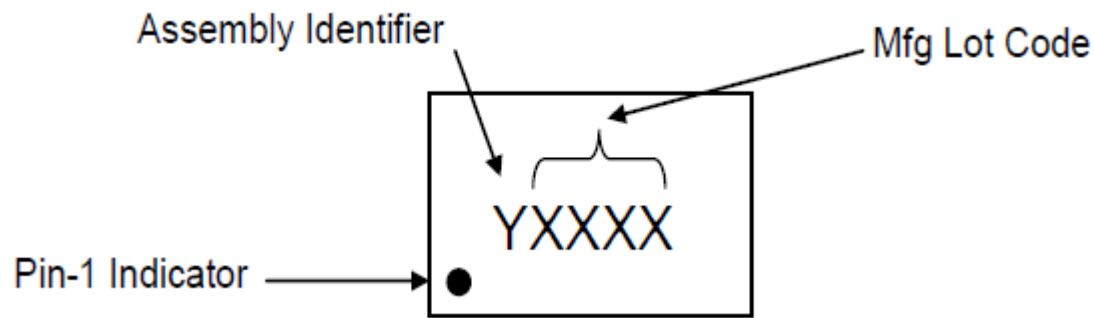 Assembly Identifier
Mfg Lot Code
YXXXX
Pin-1 Indicator